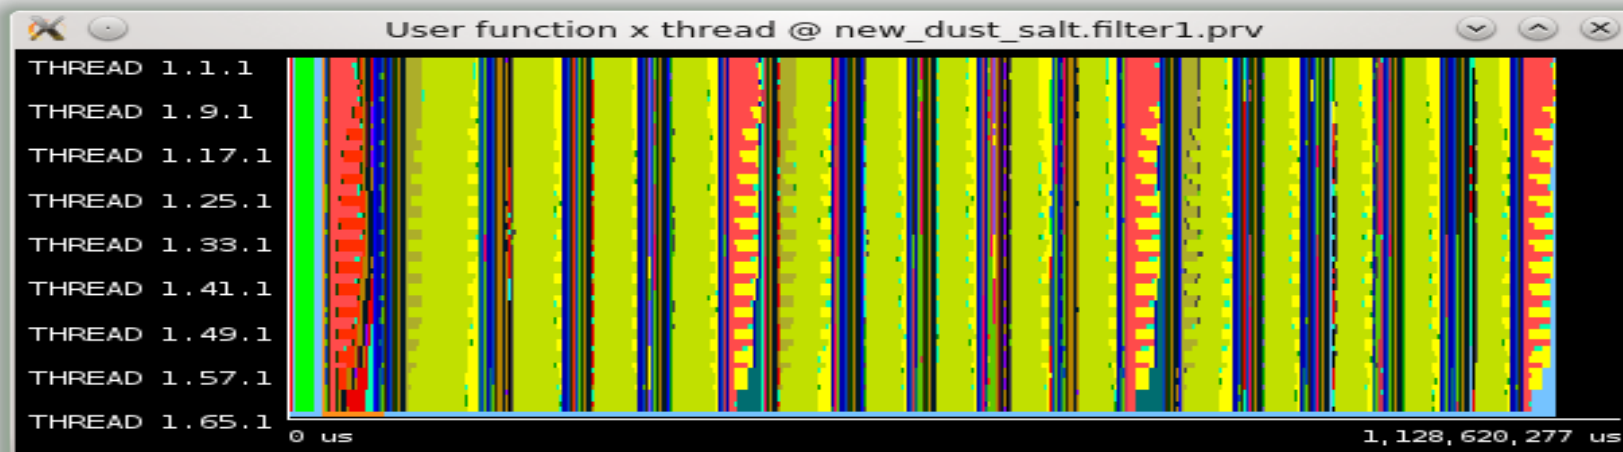 User function x thread @ new_dust_salt.filter1.prv
THREAD 1.1.1
THREAD 1.9.1
THREAD 1.17.1
THREAD 1.25.1
THREAD 1.33.1
THREAD 1.41.1
THREAD 1.49.1
THREAD 1.57.1
THREAD 1.65.1
0 us
1,128,620,277 us